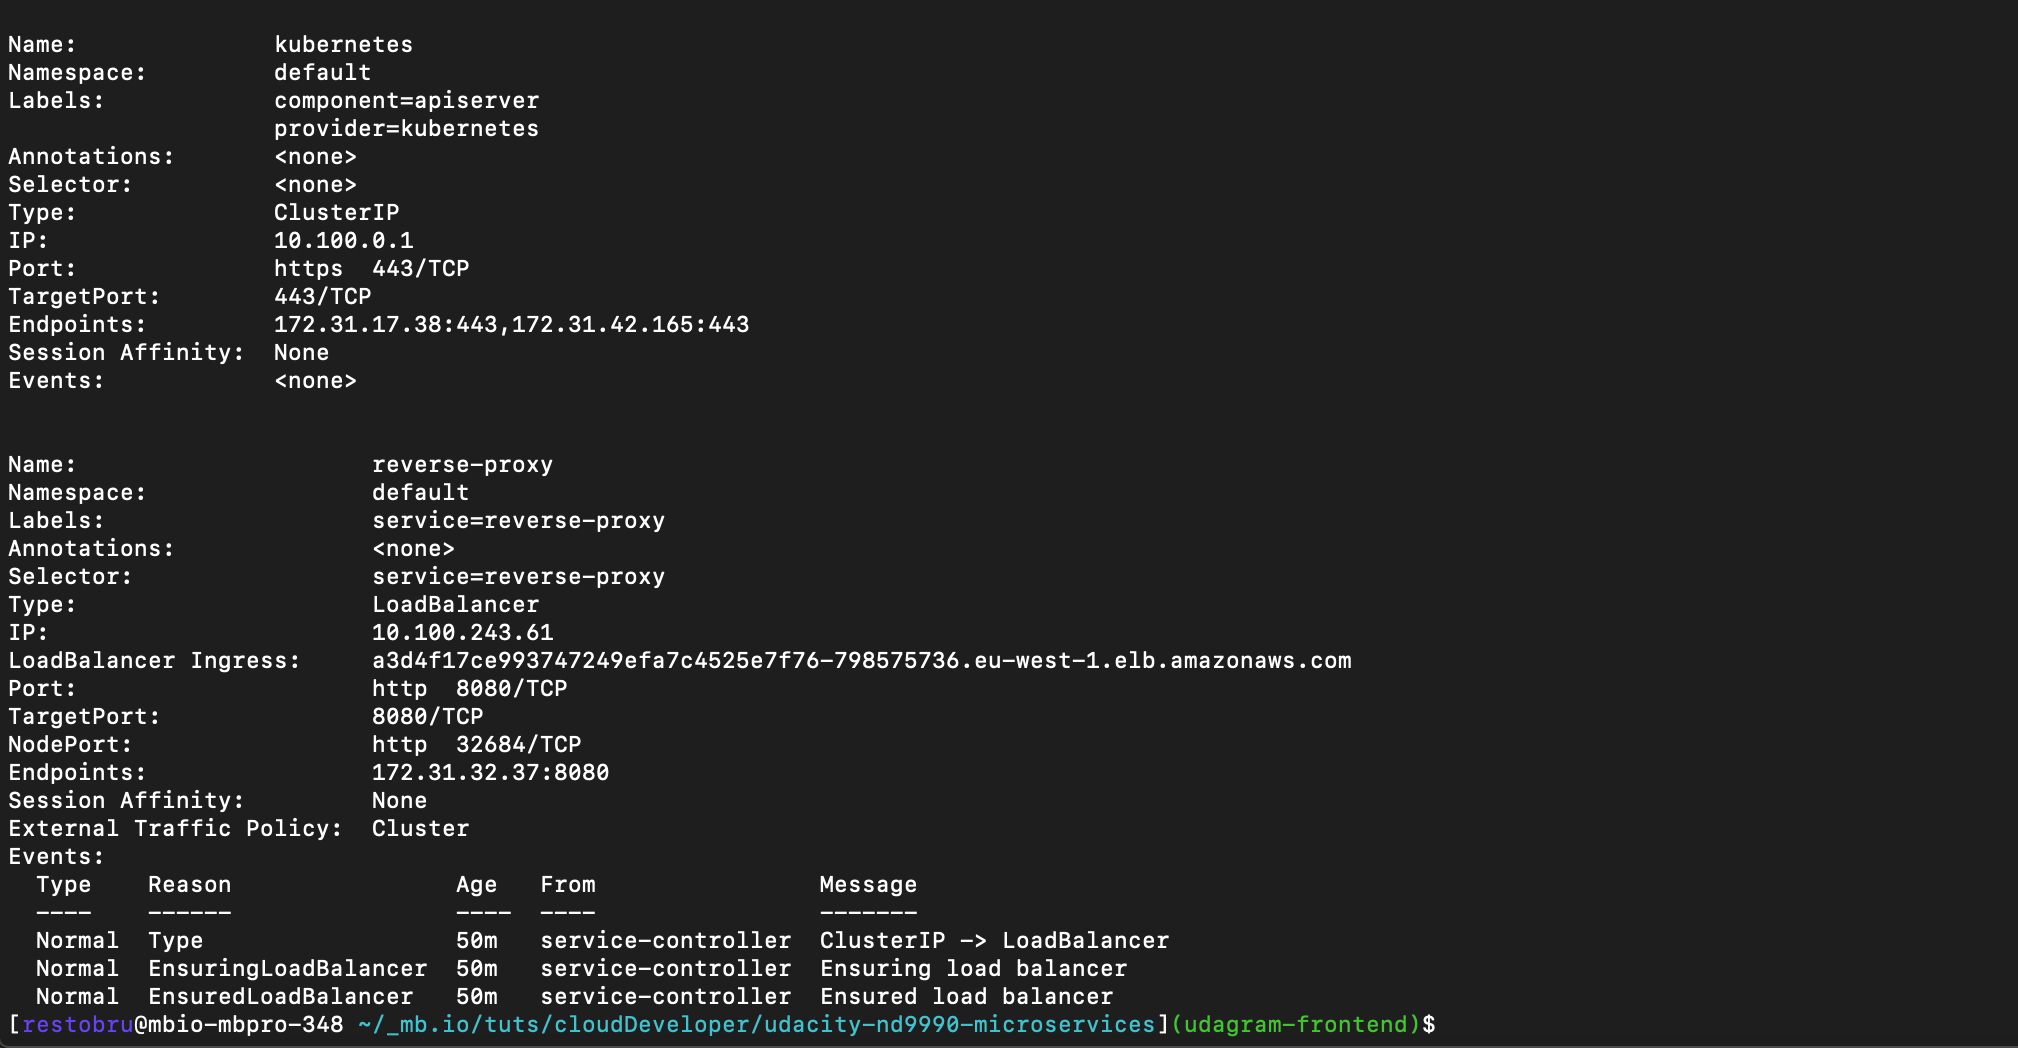 Name: kubernetes
Namespace: default
Labels: component=apiserver
provider=kubernetes
Annotations: <none>
Selector: <none>
Type: ClusterIP
IP: 10.100.0.1
Port: https 443/TCP
TargetPort: 443/TCP
Endpoints: 172.31.17.38:443,172.31.42.165:443
Session Affinity: None
Events: <none>
Name: reverse-proxy
Namespace: default
Labels: service=reverse-proxy
Annotations: <none>
Selector: service=reverse-proxy
Type: LoadBalancer
IP: 10.100.243.61
LoadBalancer Ingress: a3d4f17ce993747249efa7c4525e7f76-798575736.eu-west-1.elb.amazonaws.com
Port: http 8080/TCP
TargetPort: 8080/TCP
NodePort: http 32684/TCP
Endpoints: 172.31.32.37:8080
Session Affinity: None
External Traffic Policy: Cluster
Events:
Type Reason Age From Message
---- ------ ---- ---- -------
Normal Type 50m service-controller ClusterIP -> LoadBalancer
Normal EnsuringLoadBalancer 50m service-controller Ensuring load balancer
Normal EnsuredLoadBalancer 50m service-controller Ensured load balancer
[restobru@mbio-mbpro-348 ~/_mb.io/tuts/cloudDeveloper/udacity-nd9990-microservices](udagram-frontend)$